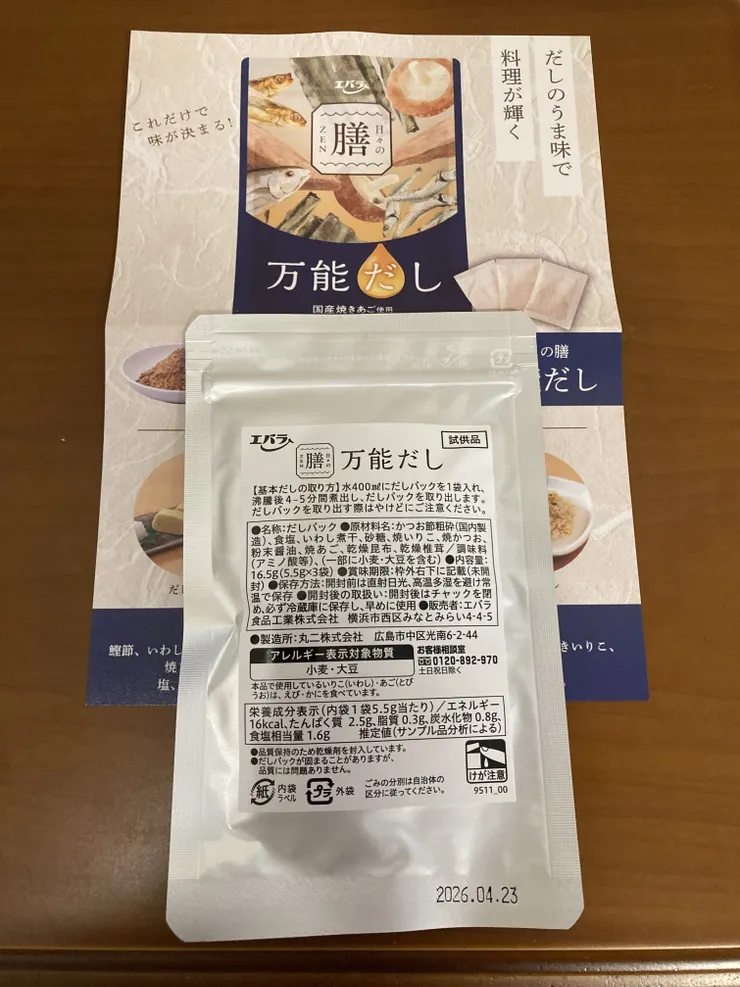 だしのうま味で
料理が輝く
これだけで
味が決まる!
エバラ
日々の
膳
ZEN
万能だし
国産焼きあご使用
の膳
だし
鰹節、いわし
焼
塩、
きいりこ、
エバラ
試供品
日々の
膳
ZEN
万能だし
【基本だしの取り方】水400mlにだしパックを1袋入れ、
沸騰後4-5分間煮出し、だしパックを取り出します。
だしパックを取り出す際はやけどにご注意ください。
●名称:だしパック ●原材料名:かつお節粗砕(国内製
造)、食塩、いわし煮干、砂糖、焼いりこ、焼かつお、
粉末醤油、焼あご、乾燥昆布、乾燥椎茸/調味料
(アミノ酸等)、(一部に小麦・大豆を含む) ●内容量:
16.5g(5.5g×3袋) ●賞味期限:枠外右下に記載(未開
封) ●保存方法:開封前は直射日光、高温多湿を避け常
温で保存 ●開封後の取扱い:開封後はチャックを閉
め、必ず冷蔵庫に保存し、早めに使用 ●販売者:エバラ
食品工業株式会社 横浜市西区みなとみらい4-4-5
●製造所:丸二株式会社 広島市中区光南6-2-44
アレルギー表示対象物質
小麦・大豆
お客様相談室
0120-892-970
土日祝日除く
本品で使用しているいりこ(いわし)・あご(とび
うお)は、えび・かにを食べています。
栄養成分表示(内袋1袋5.5g当たり)/エネルギー
16kcal、たんぱく質 2.5g、脂質 0.3g、炭水化物 0.8g、
食塩相当量 1.6g 推定値(サンプル品分析による)
●品質保持のため乾燥剤を封入しています。
●だしパックが固まることがありますが、
品質には問題ありません。
けが注意
紙
内袋
ラベル
プラ
外袋
ごみの分別は自治体の
区分に従ってください。
9511_00
2026.04.23